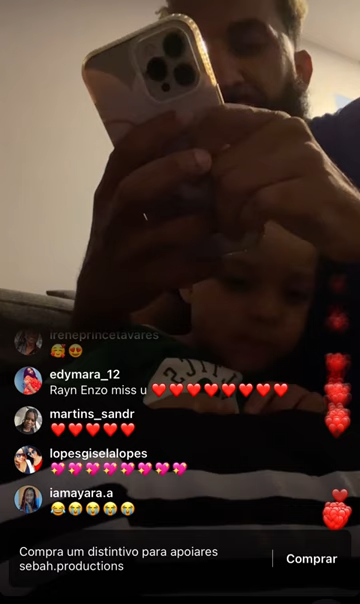 ireneprincetavares
🥰😍
edymara_12
Rayn Enzo miss u ❤️❤️❤️❤️❤️❤️❤️❤️
martins_sandr
❤️❤️❤️❤️❤️
lopesgiselalopes
💖💖💖💖💖💖💖💖
iamayara.a
😂😭😭😭😭
Compra um distintivo para apoiares
sebah.productions
Comprar